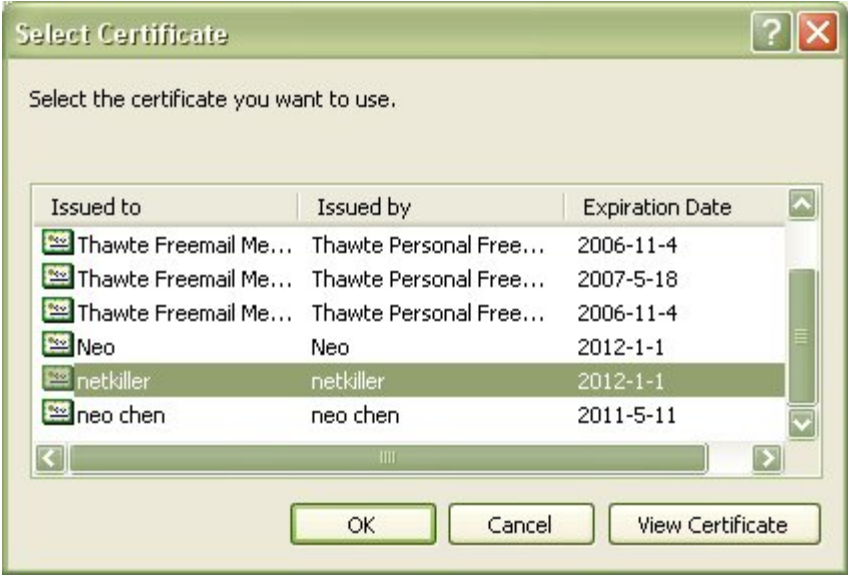 Select Certificate
Select the certificate you want to use.
Issued to Issued by Expiration Date
Thawte Freemail Me... Thawte Personal Free... 2006-11-4
Thawte Freemail Me... Thawte Personal Free... 2007-5-18
Thawte Freemail Me... Thawte Personal Free... 2006-11-4
Neo Neo 2012-1-1
netkiller netkiller 2012-1-1
neo chen neo chen 2011-5-11
OK Cancel View Certificate